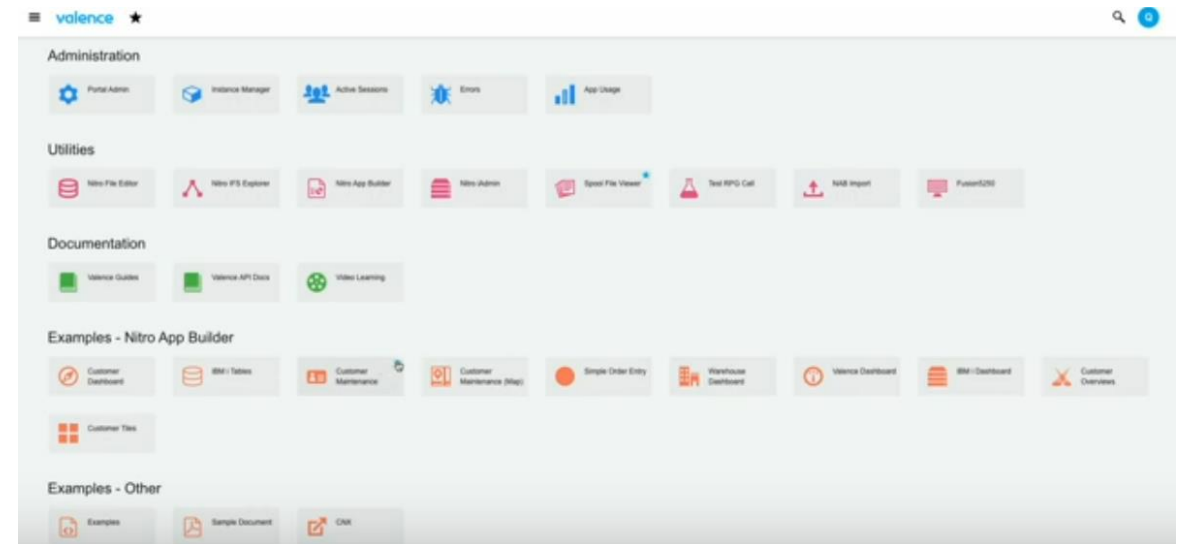 valence
Q
Administration
Portal Admin
Instance Manager
Active Sessions
Errors
App Usage
Utilities
Nitro File Editor
Nitro IFS Explorer
Nitro App Builder
Nitro iAdmin
Spool File Viewer
Test RPG Call
NAB Import
Fusion5250
Documentation
Valence Guides
Valence API Docs
Video Learning
Examples - Nitro App Builder
Customer
Dashboard
IBM i Tables
Customer
Maintenance
Customer
Maintenance (Map)
Simple Order Entry
Warehouse
Dashboard
Valence Dashboard
IBM i Dashboard
Customer
Overviews
Customer Tiles
Examples - Other
Examples
Sample Document
CNX